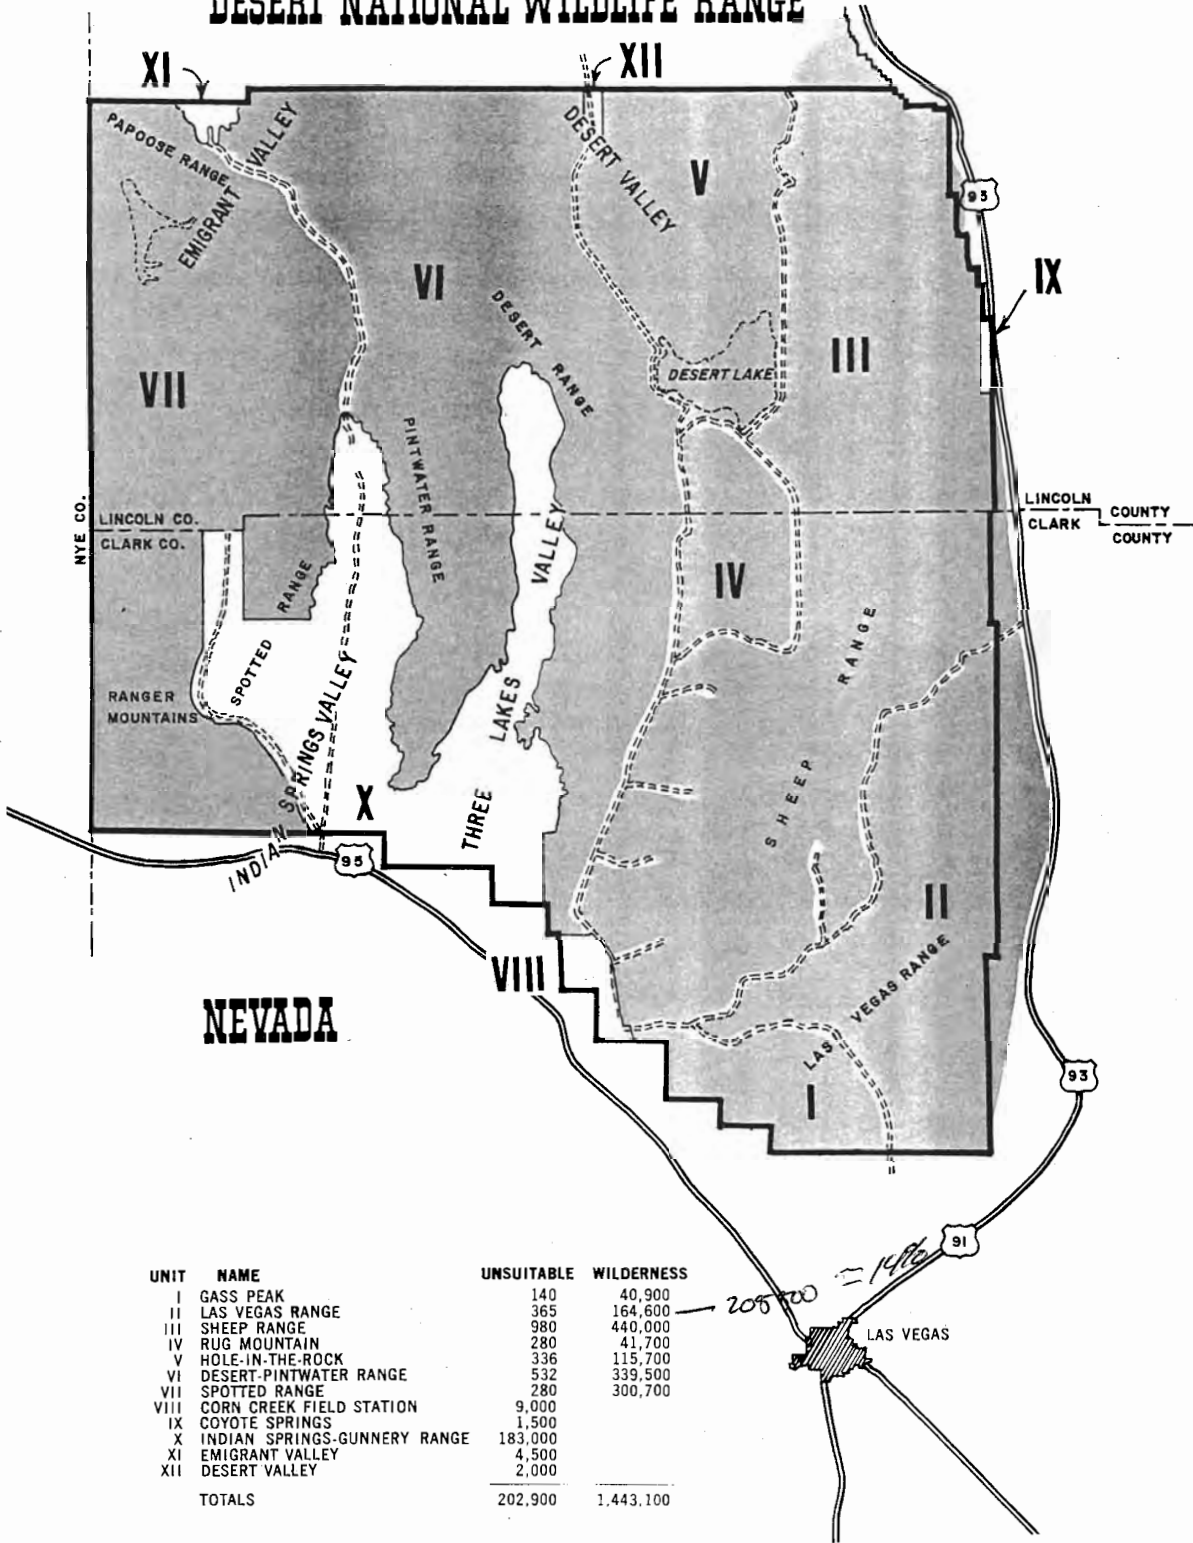 DESERT NATIONAL WILDLIFE RANGE
XI
XII
PAPOOSE RANGE
EMIGRANT VALLEY
DESERT VALLEY
V
93
VI
IX
DESERT RANGE
III
DESERT LAKE
VII
PINTWATER RANGE
NYE CO.
LINCOLN CO.
CLARK CO.
LINCOLN COUNTY
CLARK COUNTY
VALLEY
RANGE
IV
SPOTTED
RANGE
RANGER
MOUNTAINS
LAKES
SPRINGS VALLEY
SHEEP
X
THREE
INDIAN
95
II
VIII
VEGAS RANGE
NEVADA
LAS
93
I
91
= 14%
UNIT NAME UNSUITABLE WILDERNESS
I GASS PEAK 140 40,900
II LAS VEGAS RANGE 365 164,600
III SHEEP RANGE 980 440,000
IV RUG MOUNTAIN 280 41,700
V HOLE-IN-THE-ROCK 336 115,700
VI DESERT-PINTWATER RANGE 532 339,500
VII SPOTTED RANGE 280 300,700
VIII CORN CREEK FIELD STATION 9,000
IX COYOTE SPRINGS 1,500
X INDIAN SPRINGS-GUNNERY RANGE 183,000
XI EMIGRANT VALLEY 4,500
XII DESERT VALLEY 2,000
TOTALS 202,900 1,443,100
LAS VEGAS